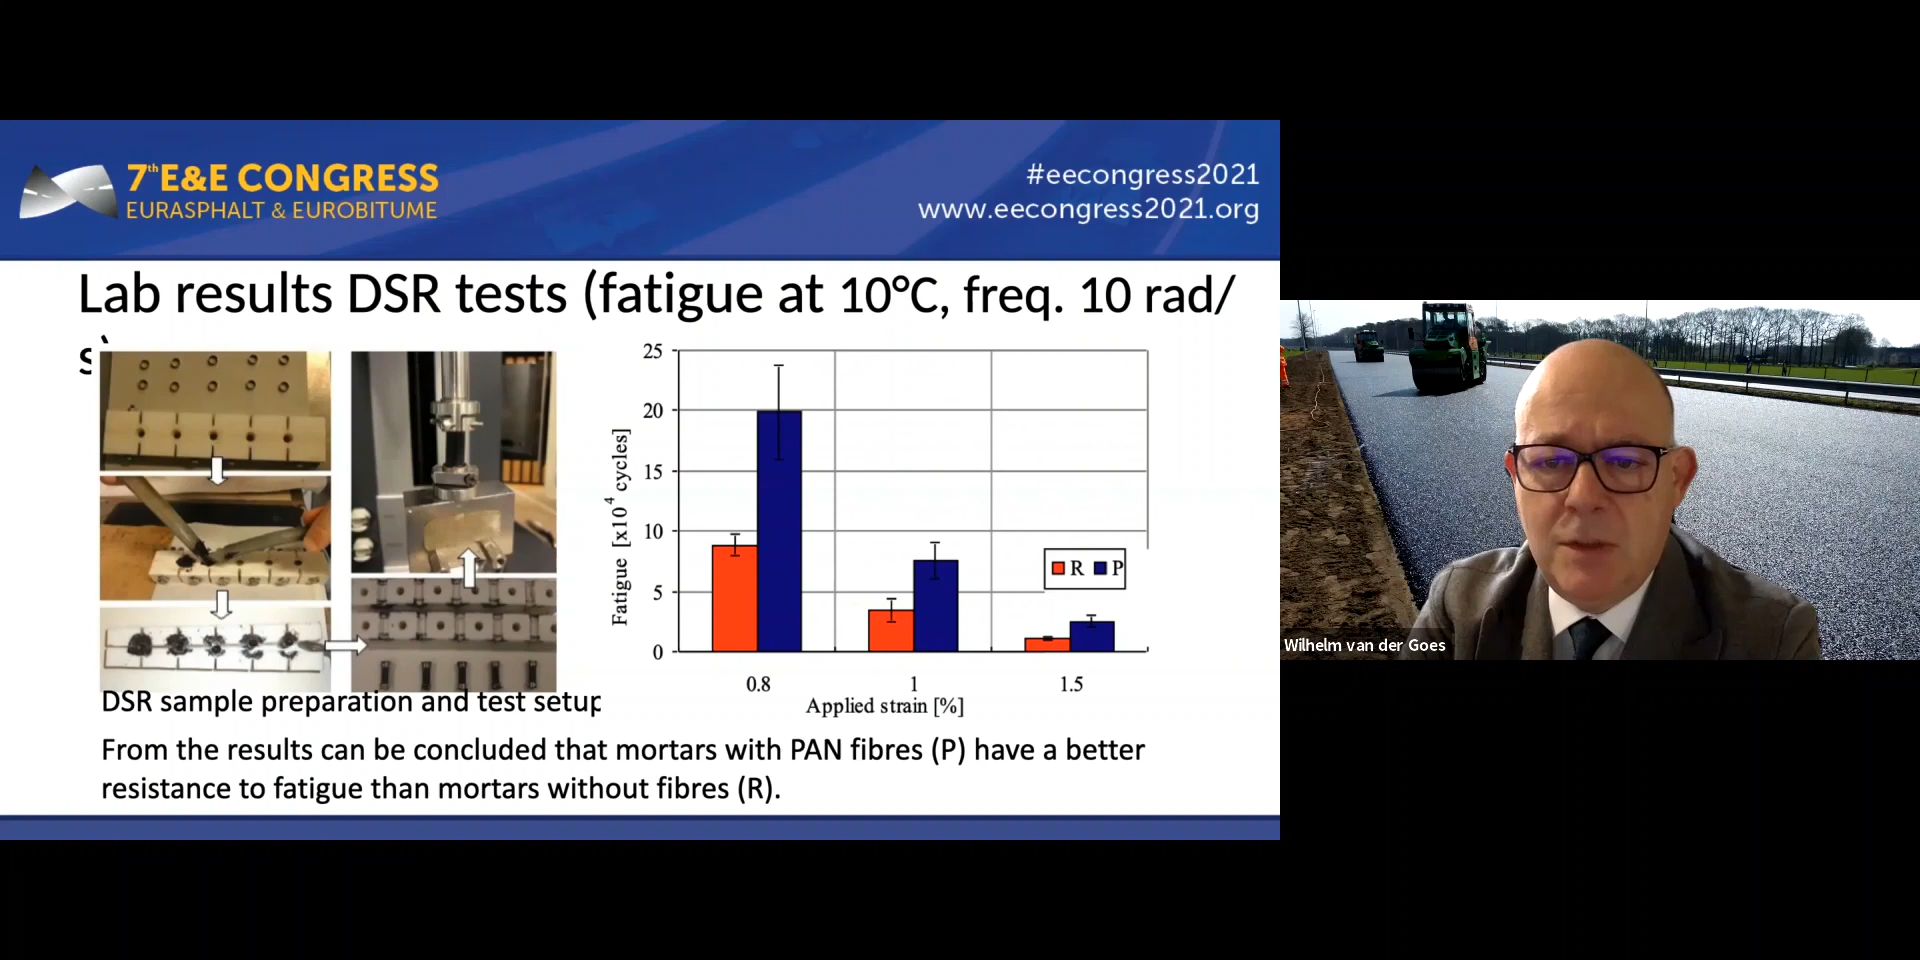 7th E&E CONGRESS
EURASPHALT & EUROBITUME
#eecongress2021
www.eecongress2021.org
Lab results DSR tests (fatigue at 10°C, freq. 10 rad/
s)
25
20
15
10
5
0
Fatigue [x10⁴ cycles]
R P
0.8 1 1.5
Applied strain [%]
DSR sample preparation and test setup
From the results can be concluded that mortars with PAN fibres (P) have a better
resistance to fatigue than mortars without fibres (R).
Wilhelm van der Goes